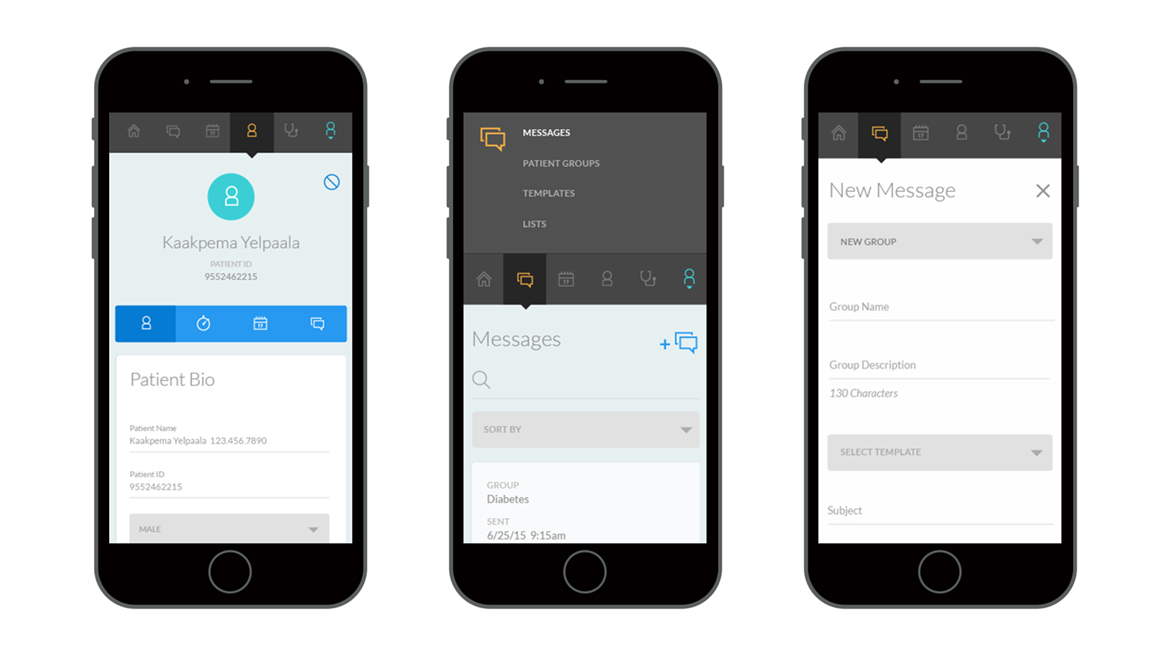 Kaakpema Yelpaala
PATIENT ID
9552462215
Patient Bio
Patient Name
Kaakpema Yelpaala 123.456.7890
Patient ID
9552462215
MALE
MESSAGES
PATIENT GROUPS
TEMPLATES
LISTS
17
Messages
+
SORT BY
GROUP
Diabetes
SENT
6/25/15 9:15am
17
New Message
NEW GROUP
Group Name
Group Description
130 Characters
SELECT TEMPLATE
Subject